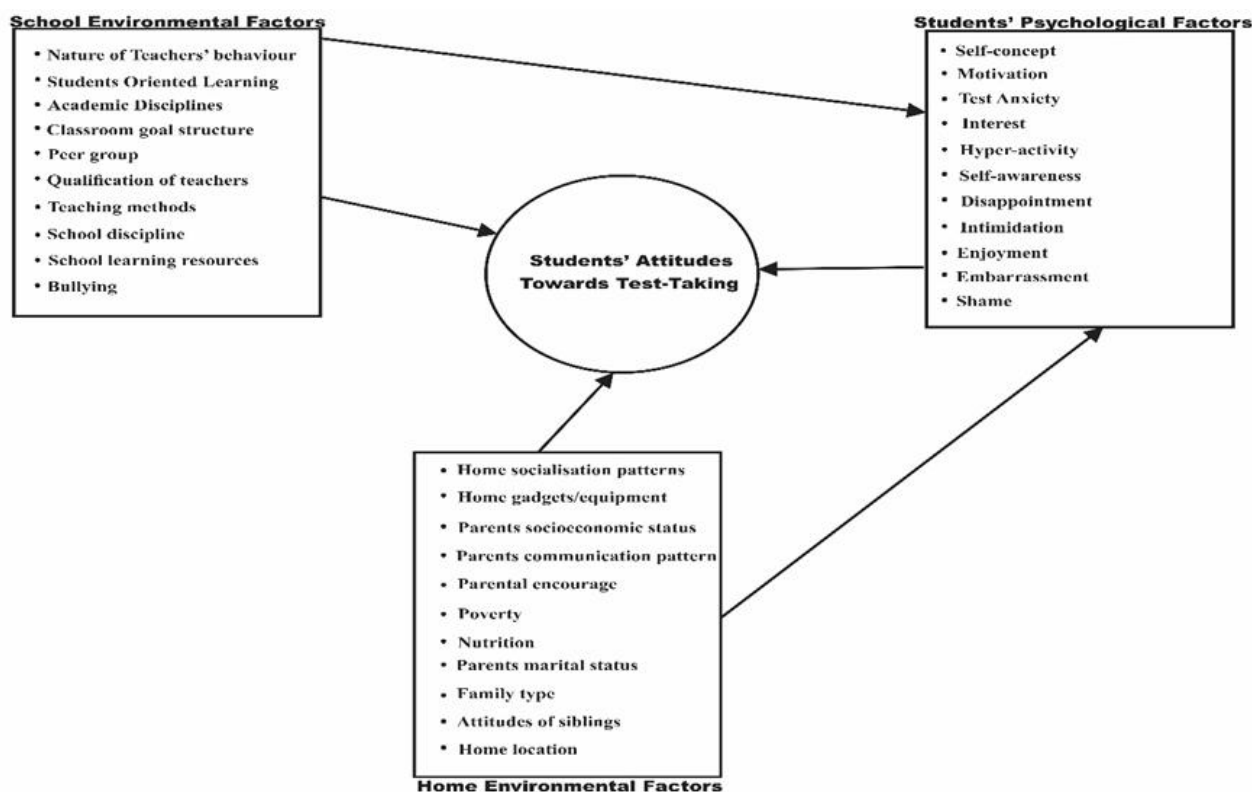 School Environmental Factors
• Nature of Teachers' behaviour
• Students Oriented Learning
• Academic Disciplines
• Classroom goal structure
• Peer group
• Qualification of teachers
• Teaching methods
• School discipline
• School learning resources
• Bullying
Students' Psychological Factors
• Self-concept
• Motivation
• Test Anxiety
• Interest
• Hyper-activity
• Self-awareness
• Disappointment
• Intimidation
• Enjoyment
• Embarrassment
• Shame
Students' Attitudes
Towards Test-Taking
• Home socialisation patterns
• Home gadgets/equipment
• Parents socioeconomic status
• Parents communication pattern
• Parental encourage
• Poverty
• Nutrition
• Parents marital status
• Family type
• Attitudes of siblings
• Home location
Home Environmental Factors